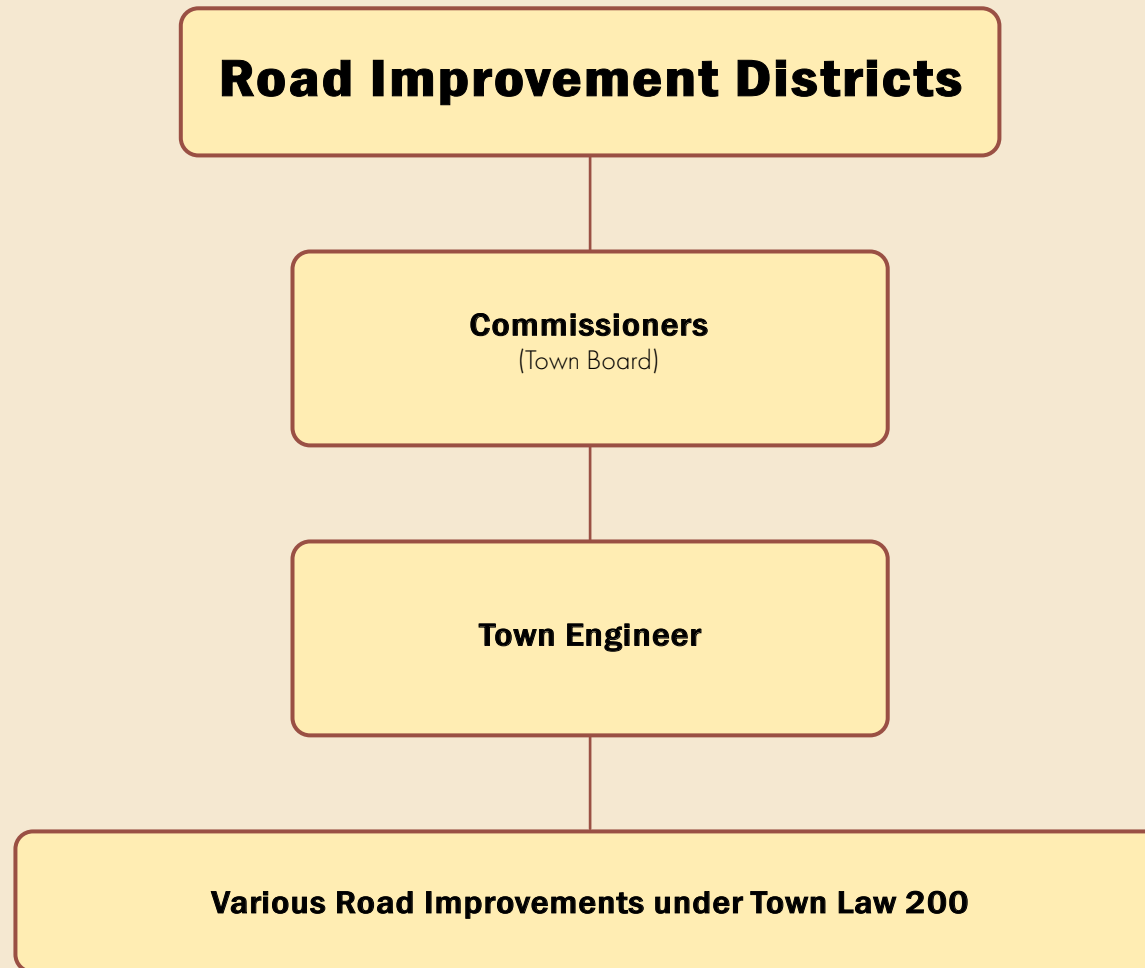 Road Improvement Districts
Commissioners
(Town Board)
Town Engineer
Various Road Improvements under Town Law 200